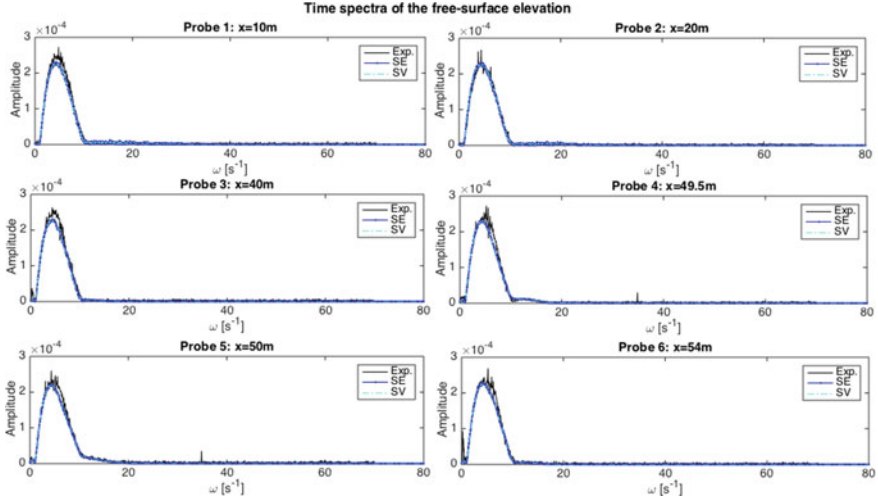 Time spectra of the free-surface elevation
Probe 1: x=10m
×10⁻⁴
3
2
1
0
Amplitude
0 20 40 60 80
ω [s⁻¹]
Exp.
SE
SV
Probe 2: x=20m
×10⁻⁴
3
2
1
0
Amplitude
0 20 40 60 80
ω [s⁻¹]
Exp.
SE
SV
Probe 3: x=40m
×10⁻⁴
3
2
1
0
Amplitude
0 20 40 60 80
ω [s⁻¹]
Exp.
SE
SV
Probe 4: x=49.5m
×10⁻⁴
3
2
1
0
Amplitude
0 20 40 60 80
ω [s⁻¹]
Exp.
SE
SV
Probe 5: x=50m
×10⁻⁴
3
2
1
0
Amplitude
0 20 40 60 80
ω [s⁻¹]
Exp.
SE
SV
Probe 6: x=54m
×10⁻⁴
3
2
1
0
Amplitude
0 20 40 60 80
ω [s⁻¹]
Exp.
SE
SV